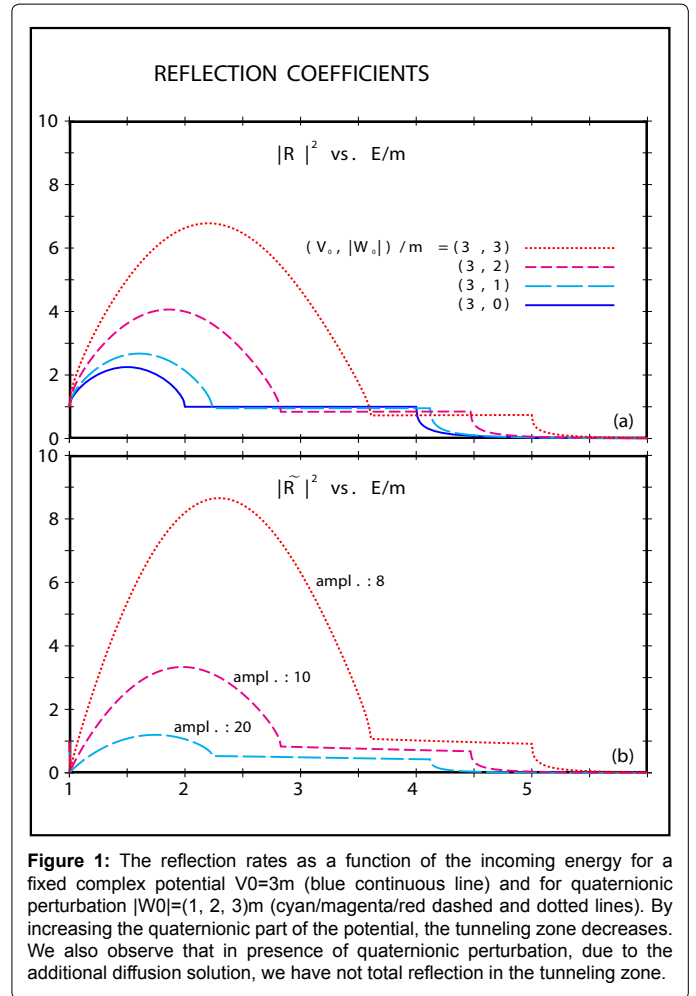 REFLECTION COEFFICIENTS
10
8
6
4
2
0
|R |² vs. E/m
(V₀, |W₀|) / m = (3 , 3)
(3 , 2)
(3 , 1)
(3 , 0)
(a)
10
8
6
4
2
0
|R̃ |² vs. E/m
ampl . : 8
ampl . : 10
ampl . : 20
(b)
1 2 3 4 5
Figure 1: The reflection rates as a function of the incoming energy for a
fixed complex potential V0=3m (blue continuous line) and for quaternionic
perturbation |W0|=(1, 2, 3)m (cyan/magenta/red dashed and dotted lines). By
increasing the quaternionic part of the potential, the tunneling zone decreases.
We also observe that in presence of quaternionic perturbation, due to the
additional diffusion solution, we have not total reflection in the tunneling zone.